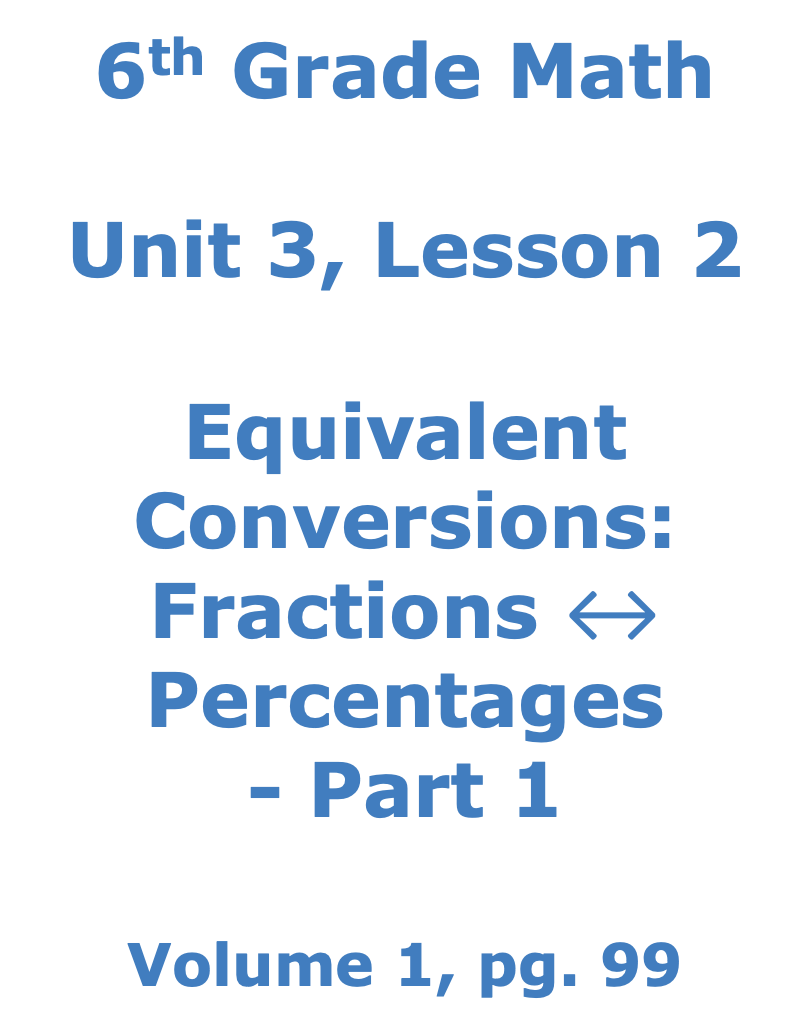 6th Grade Math
Unit 3, Lesson 2
Equivalent
Conversions:
Fractions ↔
Percentages
- Part 1
Volume 1, pg. 99